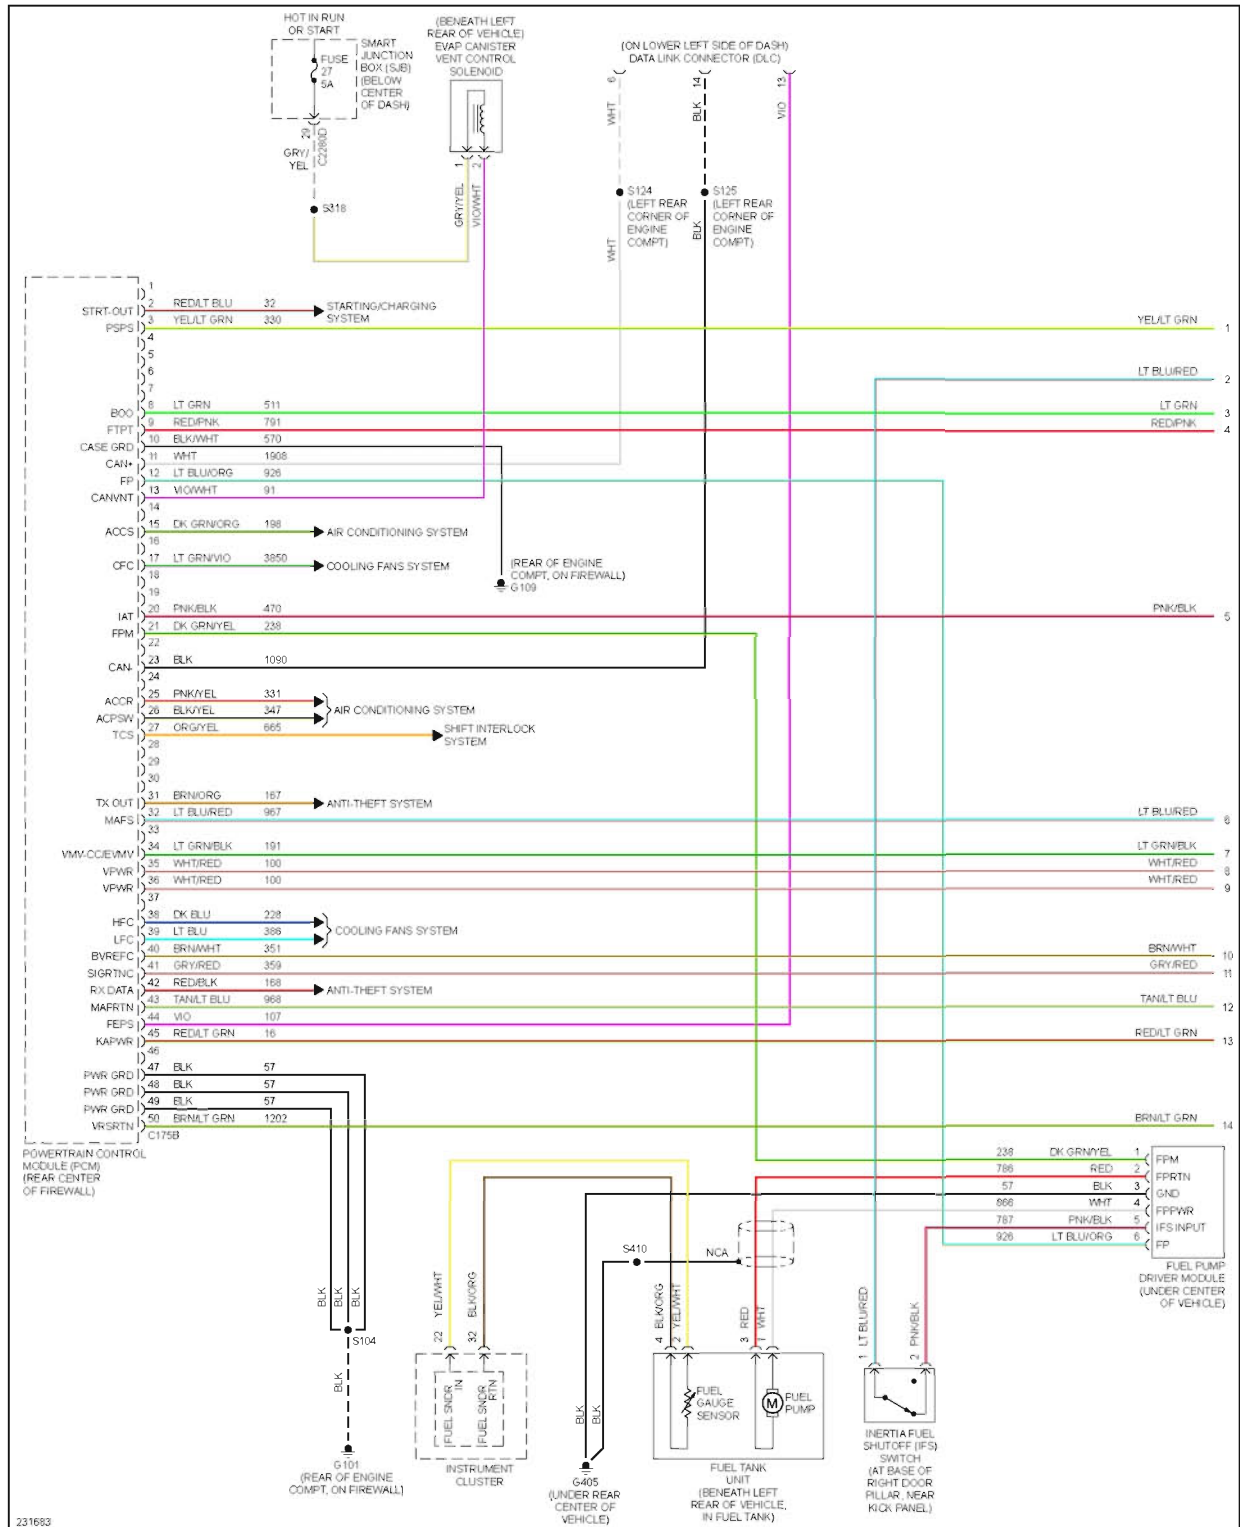 HOT IN RUN
OR START
FUSE
27
5A
SMART
JUNCTION
BOX (SJB)
(BELOW
CENTER
OF DASH)
29
C2280D
GRY/
YEL
S318
(BENEATH LEFT
REAR OF VEHICLE)
EVAP CANISTER
VENT CONTROL
SOLENOID
1
2
GRY/YEL
VIO/WHT
(ON LOWER LEFT SIDE OF DASH)
DATA LINK CONNECTOR (DLC)
6
14
13
WHT
BLK
VIO
S124
(LEFT REAR
CORNER OF
ENGINE
COMPT)
S125
(LEFT REAR
CORNER OF
ENGINE
COMPT)
WHT
BLK
1
STRT-OUT 2 RED/LT BLU 32 STARTING/CHARGING
SYSTEM
PSPS 3 YEL/LT GRN 330 YEL/LT GRN 1
4
5
6
LT BLU/RED 2
7
BOO 8 LT GRN 511 LT GRN 3
FTPT 9 RED/PNK 791 RED/PNK 4
CASE GRD 10 BLK/WHT 570
CAN+ 11 WHT 1908
FP 12 LT BLU/ORG 926
CANVNT 13 VIO/WHT 91
14
ACCS 15 DK GRN/ORG 198 AIR CONDITIONING SYSTEM
16
CFC 17 LT GRN/VIO 3850 COOLING FANS SYSTEM
(REAR OF ENGINE
COMPT, ON FIREWALL)
G109
18
19
IAT 20 PNK/BLK 470 PNK/BLK 5
FPM 21 DK GRN/YEL 238
22
CAN- 23 BLK 1090
24
ACCR 25 PNK/YEL 331
AIR CONDITIONING SYSTEM
ACPSW 26 BLK/YEL 347
TCS 27 ORG/YEL 665 SHIFT INTERLOCK
SYSTEM
28
29
30
TX OUT 31 BRN/ORG 167 ANTI-THEFT SYSTEM
MAFS 32 LT BLU/RED 967 LT BLU/RED 6
33
VMV-CC/EVMV 34 LT GRN/BLK 191 LT GRN/BLK 7
VPWR 35 WHT/RED 100 WHT/RED 8
VPWR 36 WHT/RED 100 WHT/RED 9
37
HFC 38 DK BLU 228
COOLING FANS SYSTEM
LFC 39 LT BLU 386
BVREFC 40 BRN/WHT 351 BRN/WHT 10
SIGRTNC 41 GRY/RED 359 GRY/RED 11
RX DATA 42 RED/BLK 168 ANTI-THEFT SYSTEM
MAFRTN 43 TAN/LT BLU 968 TAN/LT BLU 12
FEPS 44 VIO 107
KAPWR 45 RED/LT GRN 16 RED/LT GRN 13
46
PWR GRD 47 BLK 57
PWR GRD 48 BLK 57
PWR GRD 49 BLK 57
VRSRTN 50 BRN/LT GRN 1202 BRN/LT GRN 14
C175B
POWERTRAIN CONTROL
MODULE (PCM)
(REAR CENTER
OF FIREWALL)
238 DK GRN/YEL 1 FPM
786 RED 2 FPRTN
57 BLK 3 GND
866 WHT 4 FPPWR
787 PNK/BLK 5 IFS INPUT
926 LT BLU/ORG 6 FP
FUEL PUMP
DRIVER MODULE
(UNDER CENTER
OF VEHICLE)
S410
NCA
BLK
BLK
BLK
S104
BLK
G101
(REAR OF ENGINE
COMPT, ON FIREWALL)
22
YEL/WHT
32
BLK/ORG
FUEL SNDR
IN
FUEL SNDR
RTN
INSTRUMENT
CLUSTER
BLK
BLK
G405
(UNDER REAR
CENTER OF
VEHICLE)
4 BLK/ORG
2 YEL/WHT
3 RED
1 WHT
FUEL
GAUGE
SENSOR
M
FUEL
PUMP
FUEL TANK
UNIT
(BENEATH LEFT
REAR OF VEHICLE,
IN FUEL TANK)
1 LT BLU/RED
2 PNK/BLK
INERTIA FUEL
SHUTOFF (IFS)
SWITCH
(AT BASE OF
RIGHT DOOR
PILLAR, NEAR
KICK PANEL)
231683